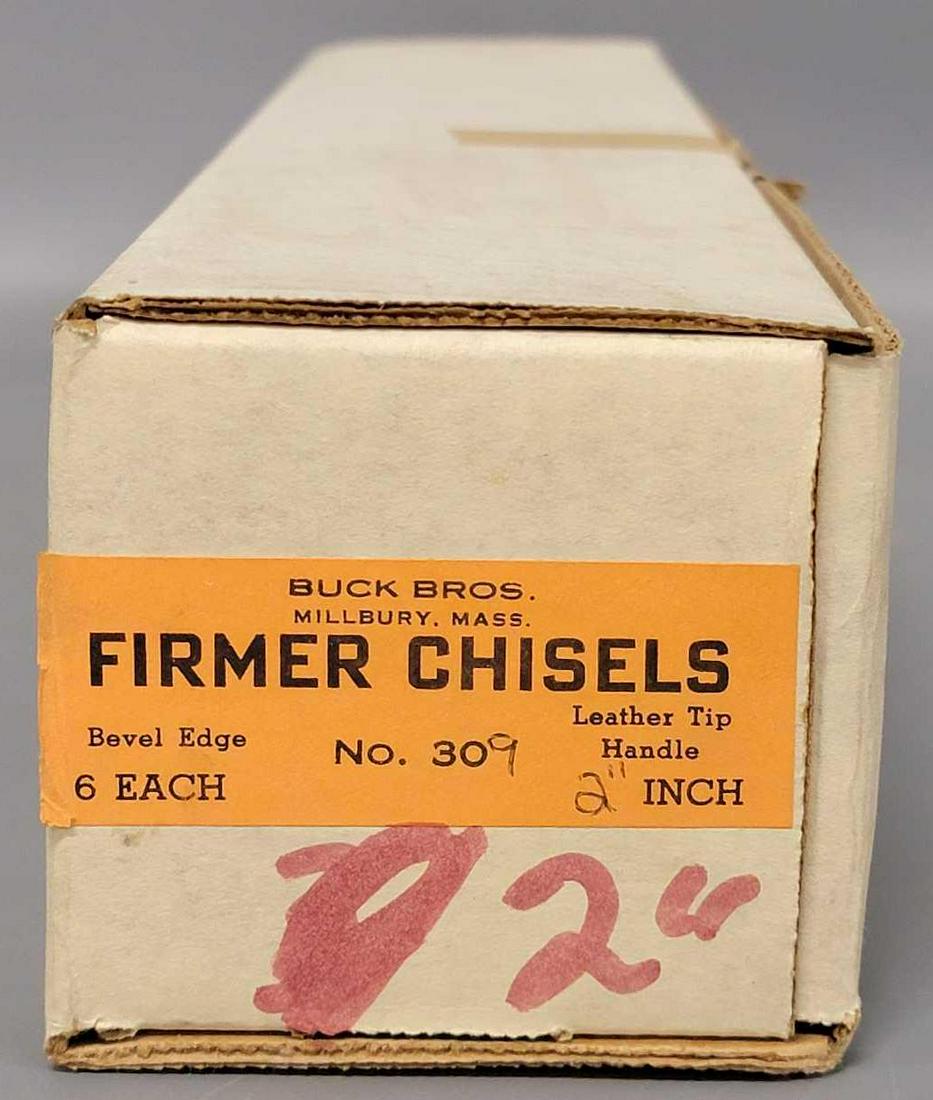 BUCK BROS.
MILLBURY, MASS.
FIRMER CHISELS
Bevel Edge
Leather Tip
Handle
No. 309
6 EACH
2" INCH
2"